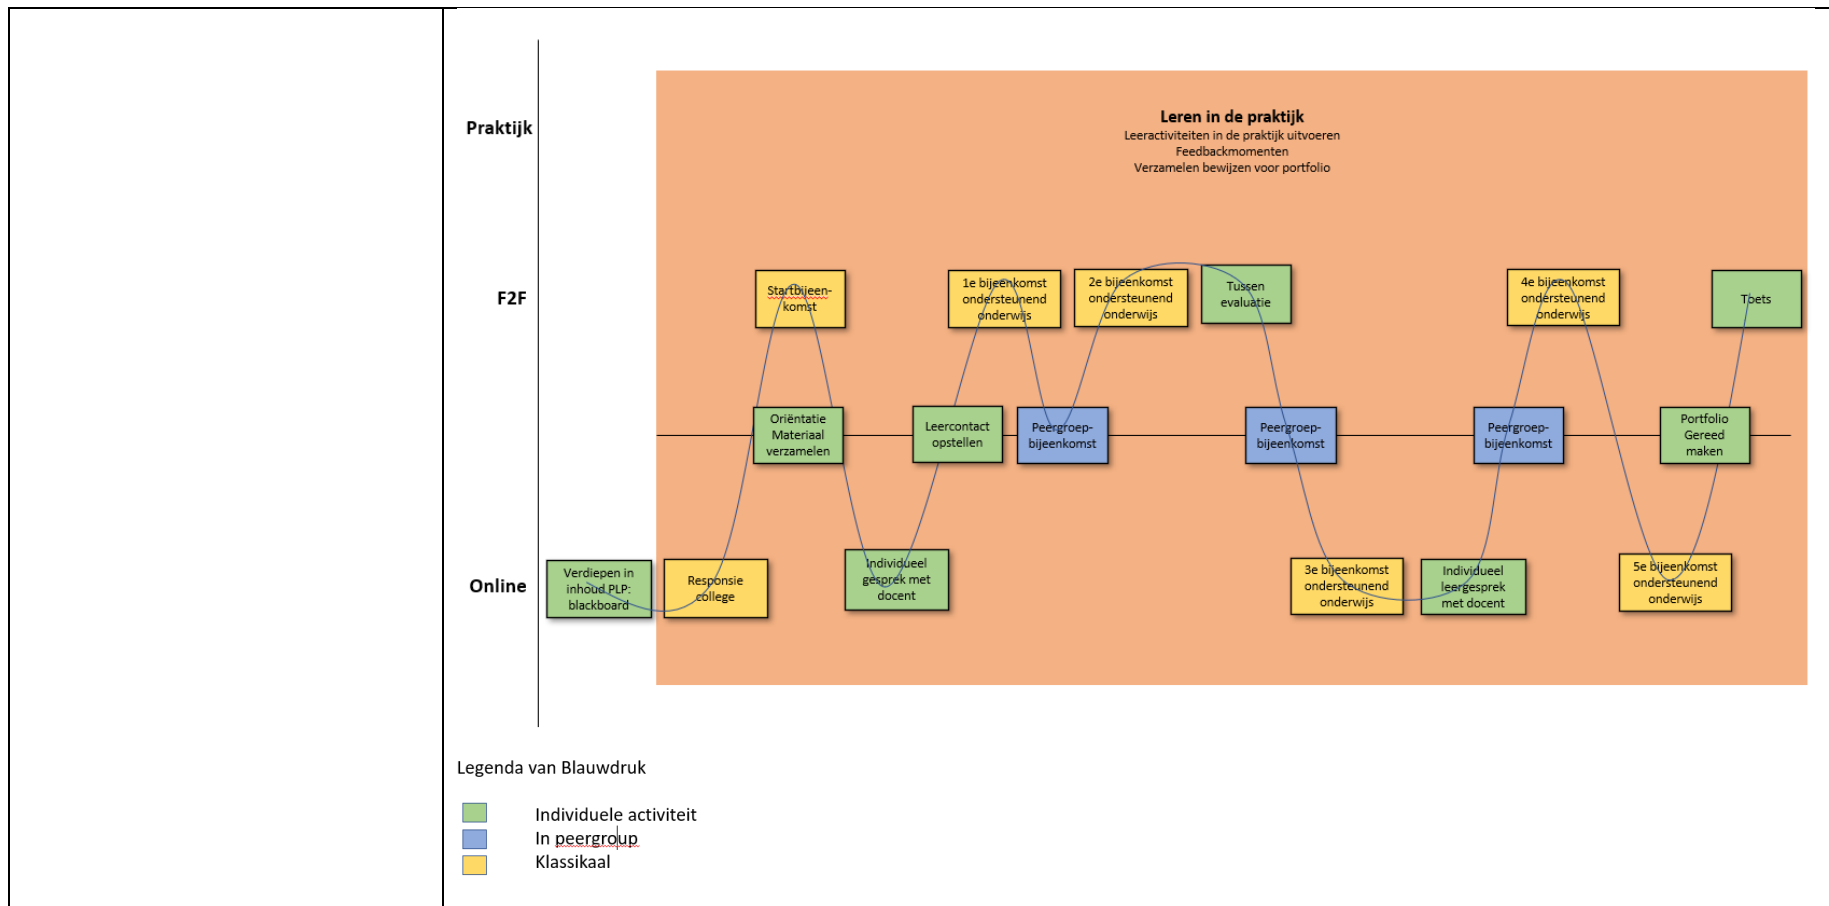 Praktijk
Leren in de praktijk
Leeractiviteiten in de praktijk uitvoeren
Feedbackmomenten
Verzamelen bewijzen voor portfolio
F2F
Startbijeen-
komst
1e bijeenkomst
ondersteunend
onderwijs
2e bijeenkomst
ondersteunend
onderwijs
Tussen
evaluatie
4e bijeenkomst
ondersteunend
onderwijs
Toets
Oriëntatie
Materiaal
verzamelen
Leercontact
opstellen
Peergroep-
bijeenkomst
Peergroep-
bijeenkomst
Peergroep-
bijeenkomst
Portfolio
Gereed
maken
Online
Verdiepen in
inhoud PLP:
blackboard
Responsie
college
Individueel
gesprek met
docent
3e bijeenkomst
ondersteunend
onderwijs
Individueel
leergesprek
met docent
5e bijeenkomst
ondersteunend
onderwijs
Legenda van Blauwdruk
Individuele activiteit
In peergroup
Klassikaal